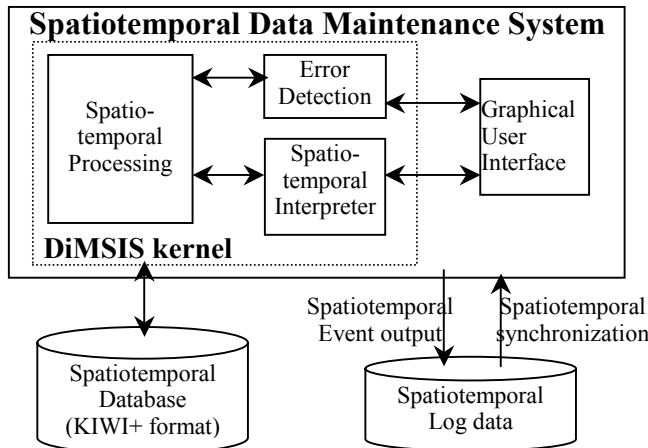 Spatiotemporal Data Maintenance System
Spatio-
temporal
Processing
Error
Detection
Spatio-
temporal
Interpreter
Graphical
User
Interface
DiMSIS kernel
Spatiotemporal
Event output
Spatiotemporal
synchronization
Spatiotemporal
Database
(KIWI+ format)
Spatiotemporal
Log data